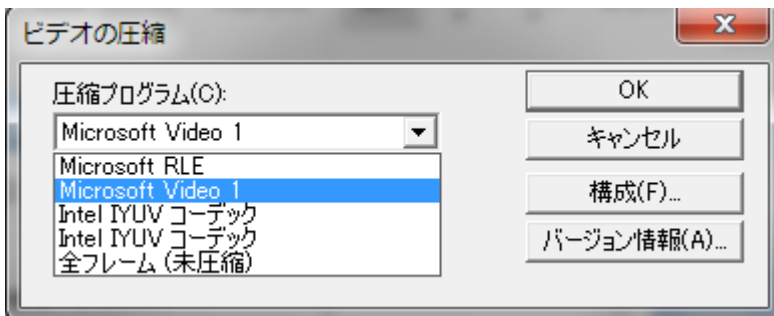 ビデオの圧縮
圧縮プログラム(C):
Microsoft Video 1
Microsoft RLE
Microsoft Video 1
Intel IYUV コーデック
Intel IYUV コーデック
全フレーム (未圧縮)
OK
キャンセル
構成(F)...
バージョン情報(A)...